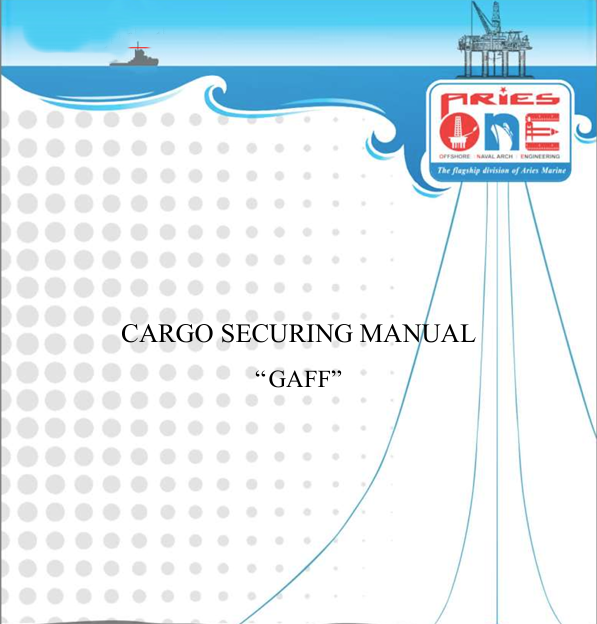 ARIES
ONE
OFFSHORE NAVAL ARCH ENGINEERING
The flagship division of Aries Marine
CARGO SECURING MANUAL
“GAFF”